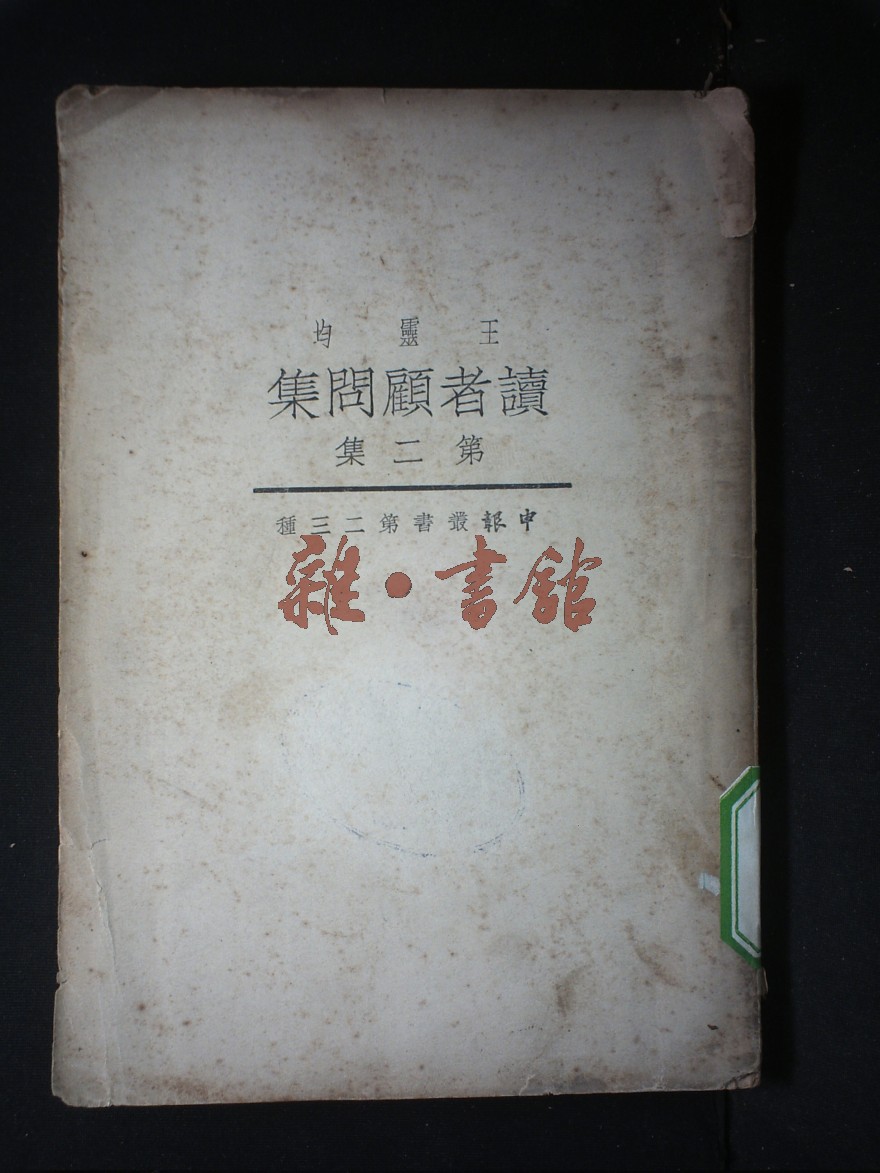 王靈均
讀者顧問集
第二集
申報叢書第二三種
雜·書館